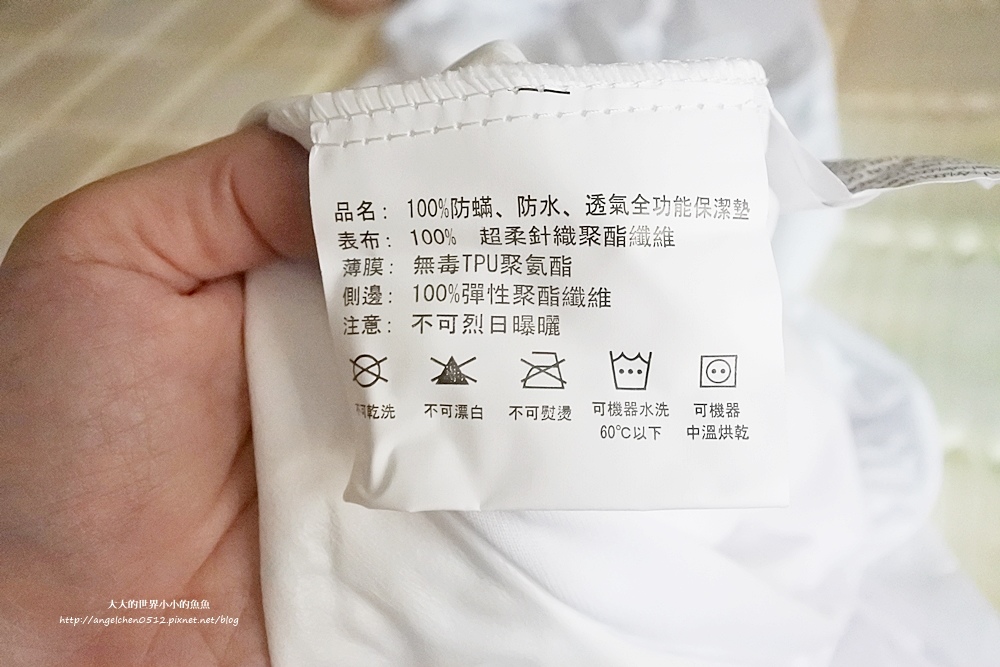 品名: 100%防蟎、防水、透氣全功能保潔墊
表布: 100% 超柔針織聚酯纖維
薄膜: 無毒TPU聚氨酯
側邊: 100%彈性聚酯纖維
注意: 不可烈日曝曬
不可乾洗 不可漂白 不可熨燙 可機器水洗 可機器
60℃以下 中溫烘乾
大大的世界小小的魚魚
http://angelchen0512.pixnet.net/blog